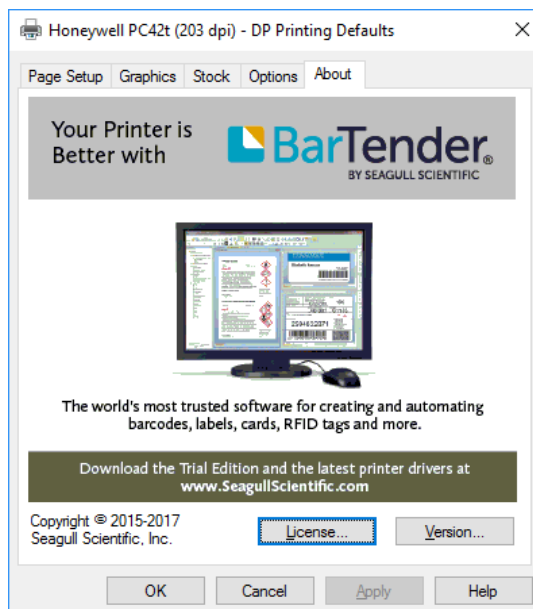 Honeywell PC42t (203 dpi) - DP Printing Defaults
Page Setup Graphics Stock Options About
Your Printer is
Better with
BarTender®
BY SEAGULL SCIENTIFIC
The world's most trusted software for creating and automating
barcodes, labels, cards, RFID tags and more.
Download the Trial Edition and the latest printer drivers at
www.SeagullScientific.com
Copyright © 2015-2017
Seagull Scientific, Inc.
License... Version...
OK Cancel Apply Help